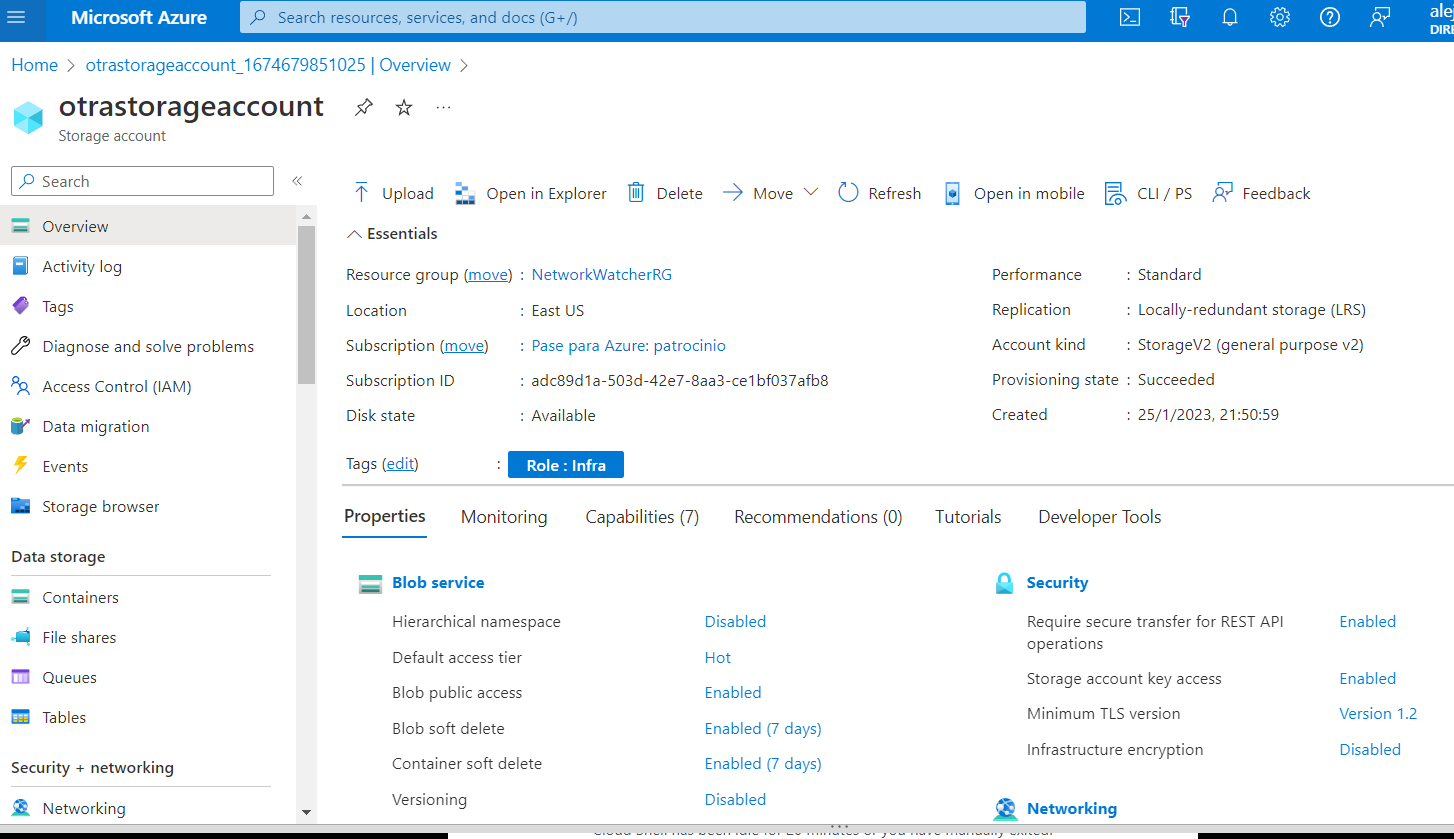 Microsoft Azure
Search resources, services, and docs (G+/)
Home > otrastorageaccount_1674679851025 | Overview >
otrastorageaccount
Storage account
Search
Overview
Activity log
Tags
Diagnose and solve problems
Access Control (IAM)
Data migration
Events
Storage browser
Data storage
Containers
File shares
Queues
Tables
Security + networking
Networking
Upload Open in Explorer Delete Move Refresh Open in mobile CLI / PS Feedback
Essentials
Resource group (move) : NetworkWatcherRG
Location : East US
Subscription (move) : Pase para Azure: patrocinio
Subscription ID : adc89d1a-503d-42e7-8aa3-ce1bf037afb8
Disk state : Available
Performance : Standard
Replication : Locally-redundant storage (LRS)
Account kind : StorageV2 (general purpose v2)
Provisioning state : Succeeded
Created : 25/1/2023, 21:50:59
Tags (edit) : Role : Infra
Properties Monitoring Capabilities (7) Recommendations (0) Tutorials Developer Tools
Blob service
Hierarchical namespace Disabled
Default access tier Hot
Blob public access Enabled
Blob soft delete Enabled (7 days)
Container soft delete Enabled (7 days)
Versioning Disabled
Security
Require secure transfer for REST API operations Enabled
Storage account key access Enabled
Minimum TLS version Version 1.2
Infrastructure encryption Disabled
Networking